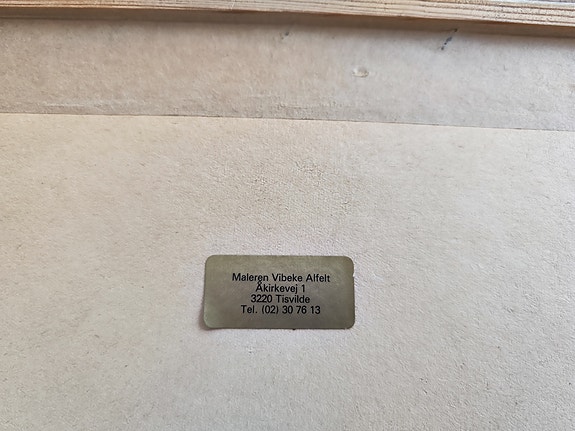 Maleren Vibeke Alfelt
Åkirkevej 1
3220 Tisvilde
Tel. (02) 30 76 13